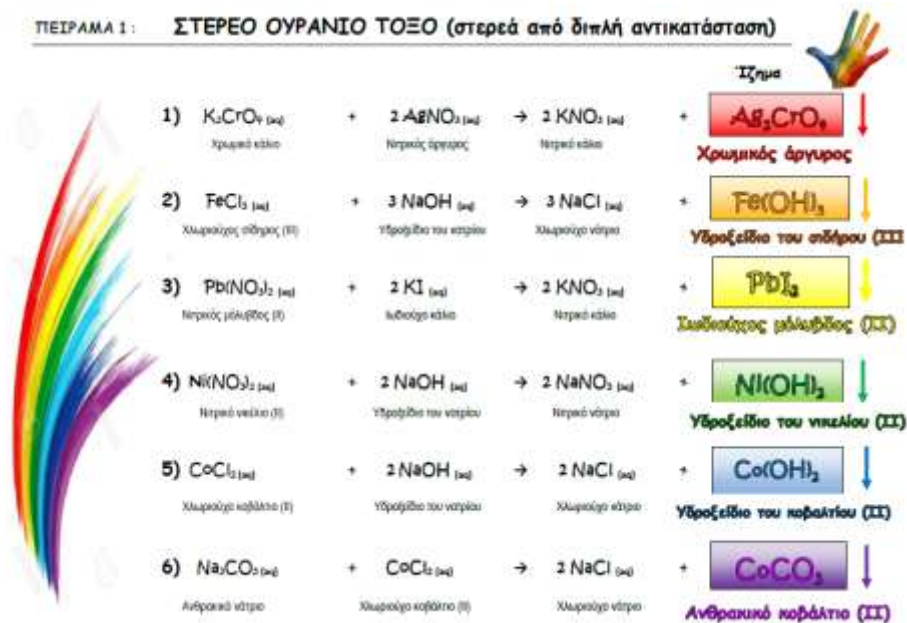 ΠΕΙΡΑΜΑ 1: ΣΤΕΡΕΟ ΟΥΡΑΝΙΟ ΤΟΞΟ (στερεά από διπλή αντικατάσταση)
Ίζημα
1) K₂CrO₄ (aq) + 2 AgNO₃ (aq) → 2 KNO₃ (aq) + Ag₂CrO₄
Χρωμικό κάλιο Νιτρικός άργυρος Νιτρικό κάλιο Χρωμικός άργυρος
2) FeCl₃ (aq) + 3 NaOH (aq) → 3 NaCl (aq) + Fe(OH)₃
Χλωριούχος σίδηρος (III) Υδροξείδιο του νατρίου Χλωριούχο νάτριο Υδροξείδιο του σιδήρου (III
3) Pb(NO₃)₂ (aq) + 2 KI (aq) → 2 KNO₃ (aq) + PbI₂
Νιτρικός μόλυβδος (II) Ιωδιούχο κάλιο Νιτρικό κάλιο Ιωδιούχος μόλυβδος (II)
4) Ni(NO₃)₂ (aq) + 2 NaOH (aq) → 2 NaNO₃ (aq) + Ni(OH)₂
Νιτρικό νικέλιο (II) Υδροξείδιο του νατρίου Νιτρικό νάτριο Υδροξείδιο του νικελίου (II)
5) CoCl₂ (aq) + 2 NaOH (aq) → 2 NaCl (aq) + Co(OH)₂
Χλωριούχο κοβάλτιο (II) Υδροξείδιο του νατρίου Χλωριούχο νάτριο Υδροξείδιο του κοβαλτίου (II)
6) Na₂CO₃ (aq) + CoCl₂ (aq) → 2 NaCl (aq) + CoCO₃
Ανθρακικό νάτριο Χλωριούχο κοβάλτιο (II) Χλωριούχο νάτριο Ανθρακικό κοβάλτιο (II)